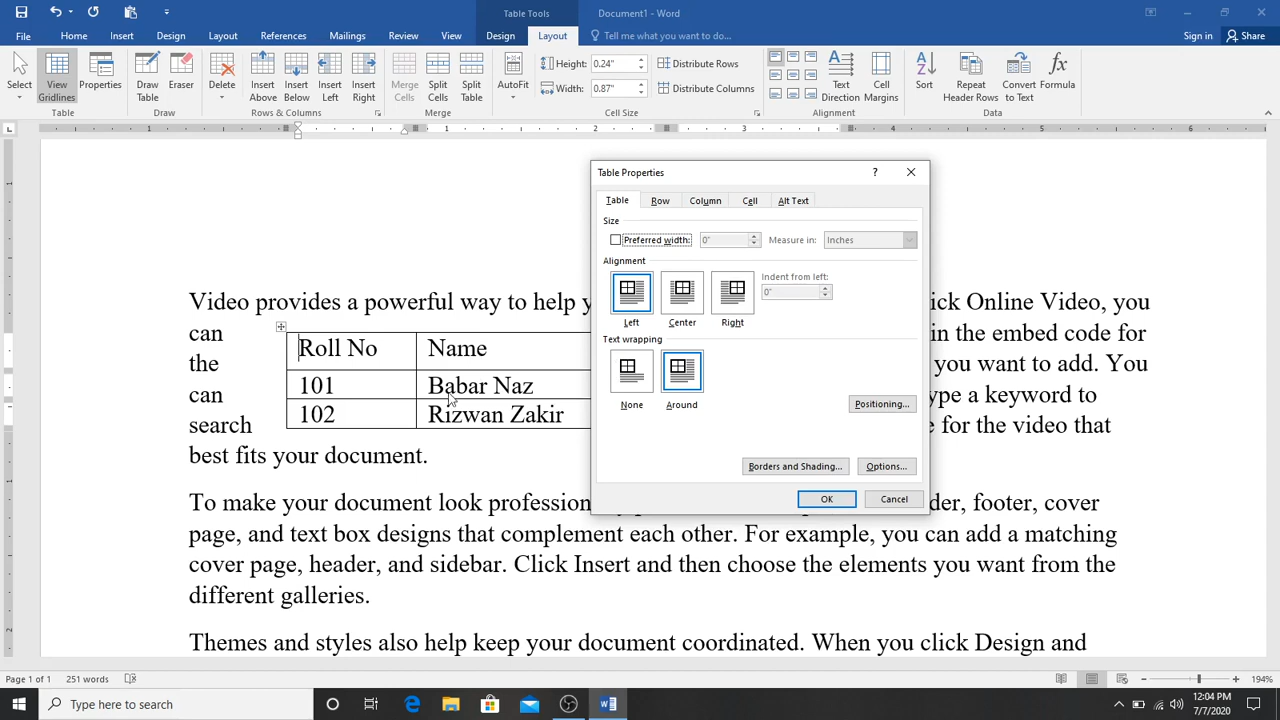 Table Tools
Document1 - Word
File Home Insert Design Layout References Mailings Review View Design Layout Tell me what you want to do... Sign in Share
Select
View Gridlines
Properties
Draw Table
Eraser
Delete
Insert Above
Insert Below
Insert Left
Insert Right
Merge Cells
Split Cells
Split Table
AutoFit
Height: 0.24"
Width: 0.87"
Distribute Rows
Distribute Columns
Text Direction
Cell Margins
Sort
Repeat Header Rows
Convert to Text
Formula
Table Draw Rows & Columns Merge Cell Size Alignment Data
1 1 2 3 4 5 6
Table Properties
Table Row Column Cell Alt Text
Size
Preferred width: 0" Measure in: Inches
Alignment
Indent from left:
0"
Left Center Right
Text wrapping
None Around
Positioning...
Borders and Shading... Options...
OK Cancel
Video provides a powerful way to help y ick Online Video, you
can in the embed code for
the you want to add. You
can ype a keyword to
search e for the video that
best fits your document.
Roll No Name
101 Babar Naz
102 Rizwan Zakir
To make your document look profession der, footer, cover
page, and text box designs that complement each other. For example, you can add a matching
cover page, header, and sidebar. Click Insert and then choose the elements you want from the
different galleries.
Themes and styles also help keep your document coordinated. When you click Design and
Page 1 of 1 251 words 194%
Type here to search
12:04 PM
7/7/2020